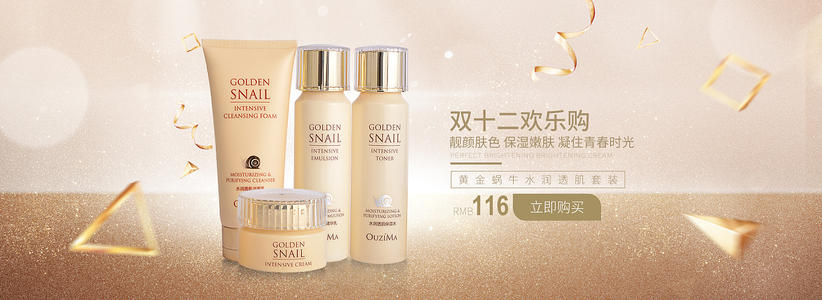 GOLDEN
SNAIL
INTENSIVE
CLEANSING FOAM
MOISTURIZING &
PURIFYING CLEANSER
GOLDEN
SNAIL
INTENSIVE
EMULSION
MOISTURIZING &
OUZIMA
GOLDEN
SNAIL
INTENSIVE
TONER
MOISTURIZING &
PURIFYING LOTION
OUZIMA
GOLDEN
SNAIL
INTENSIVE CREAM
双十二欢乐购
靓颜肤色 保湿嫩肤 凝住青春时光
PERFECT BRIGHTENING BRIGHTENING CREAM
黄金蜗牛水润透肌套装
RMB 116 立即购买